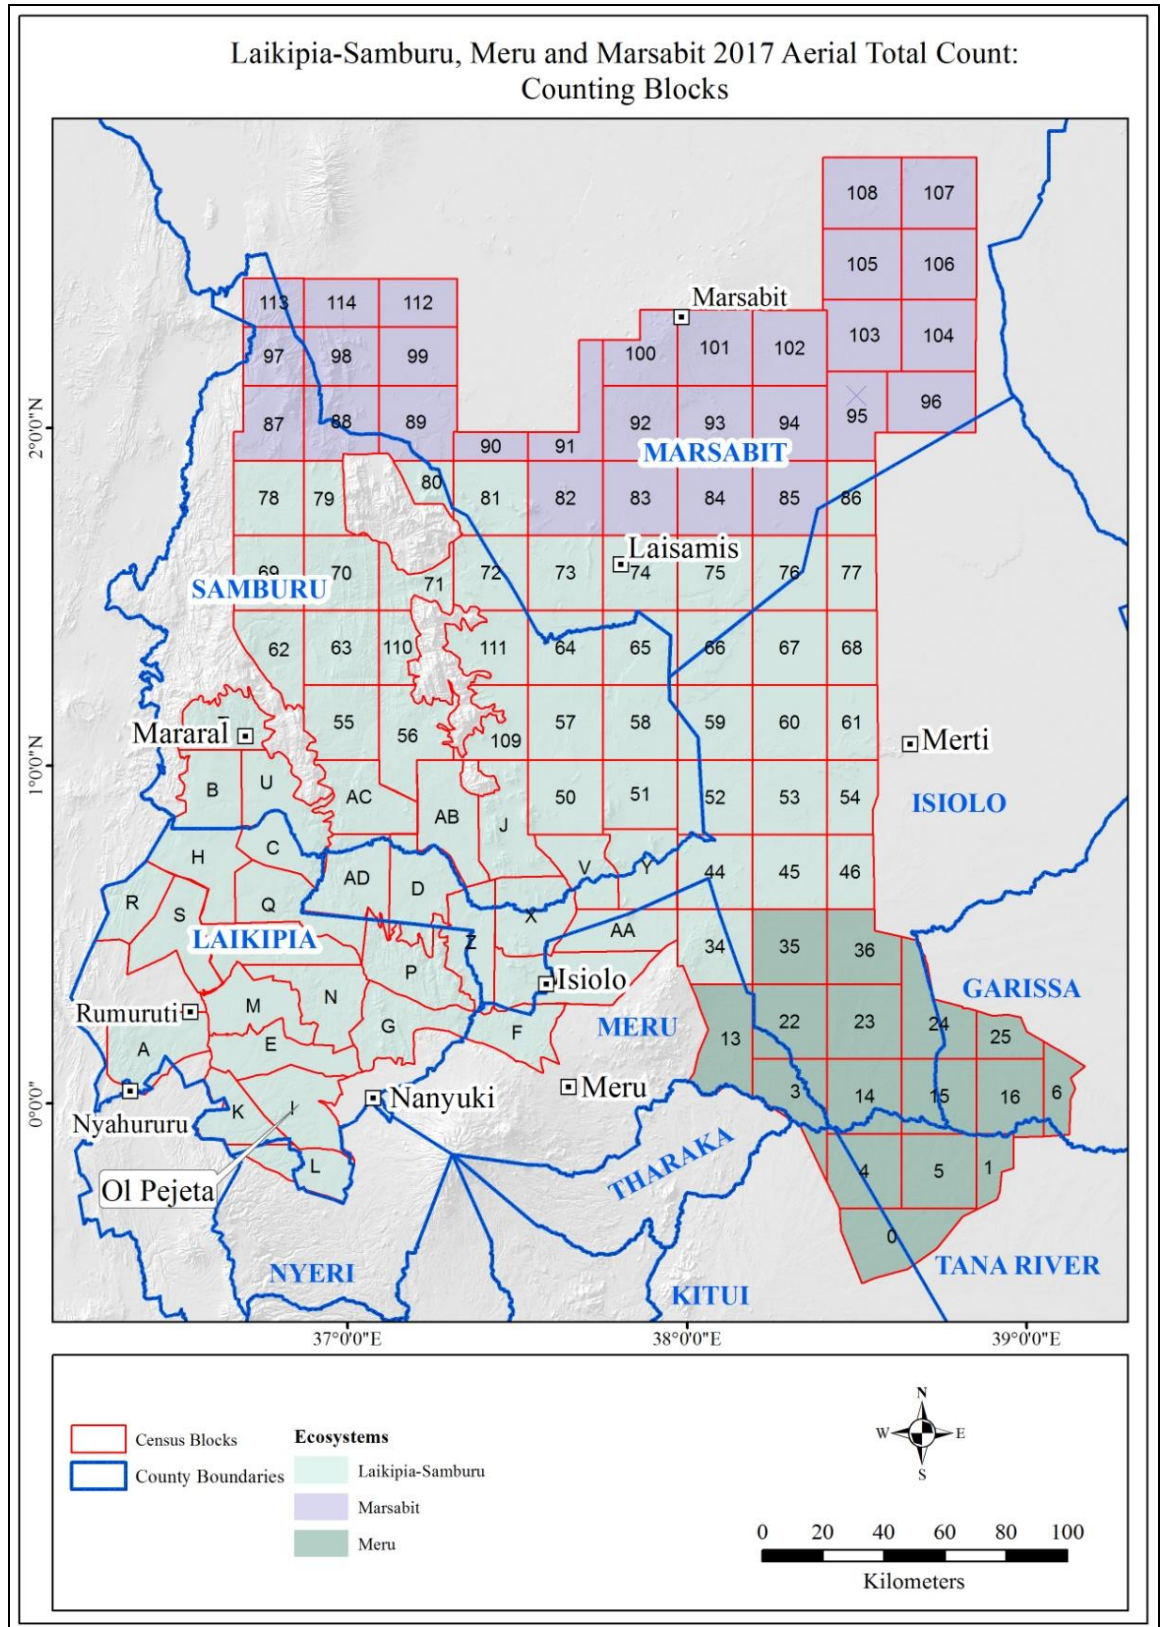 Laikipia-Samburu, Meru and Marsabit 2017 Aerial Total Count:
Counting Blocks
108 107
105 106
Marsabit
113 114 112
103 104
100 101 102
97 98 99
95 96
87 88 89
92 93 94
2°0'0"N
90 91
MARSABIT
80
78 79 81 82 83 84 85 86
Laisamis
69 70 71 72 73 74 75 76 77
SAMBURU
62 63 110 111 64 65 66 67 68
55 56 109 57 58 59 60 61
Mararal
Merti
1°0'0"N
B U
AC AB J 50 51 52 53 54
ISIOLO
H C
AD D V Y 44 45 46
R S Q X
AA
LAIKIPIA
Z 34 35 36
P
Isiolo
GARISSA
Rumuruti
M N
G F
MERU
13 22 23 24 25
A E
Meru
Nanyuki
0°0'0"
Nyahururu
K I
3 14 15 16 6
L
Ol Pejeta
THARAKA
4 5 1
0
NYERI
KITUI
TANA RIVER
37°0'0"E 38°0'0"E 39°0'0"E
Census Blocks
County Boundaries
Ecosystems
Laikipia-Samburu
Marsabit
Meru
N
W E
S
0 20 40 60 80 100
Kilometers